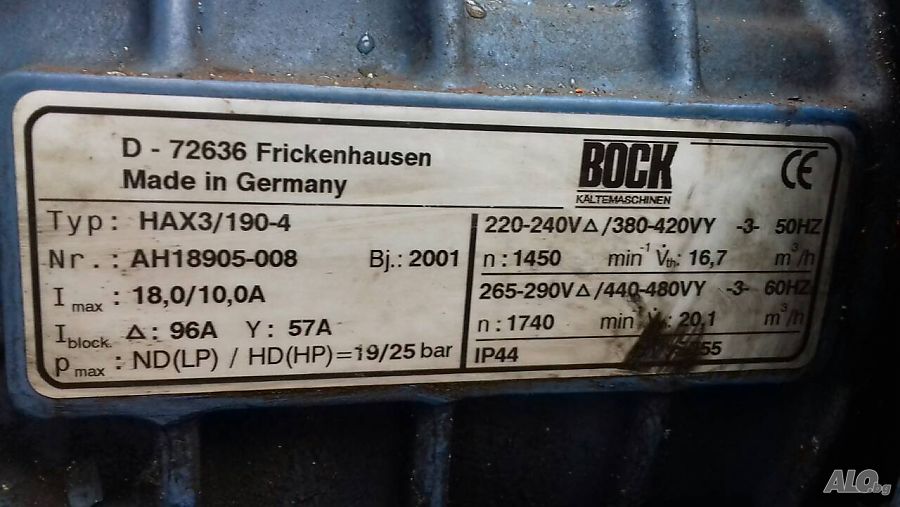 D - 72636 Frickenhausen
Made in Germany
BOCK
KÄLTEMASCHINEN
CE
Typ: HAX3/190-4
Nr.: AH18905-008 Bj.: 2001
I max : 18,0/10,0A
I block. Δ: 96A Y: 57A
p max : ND(LP) / HD(HP)=19/25 bar
220-240VΔ/380-420VY -3- 50HZ
n: 1450 min⁻¹ V̇th: 16,7 m³/h
265-290VΔ/440-480VY -3- 60HZ
n: 1740 min : 20,1 m³/h
IP44
ALO.bg